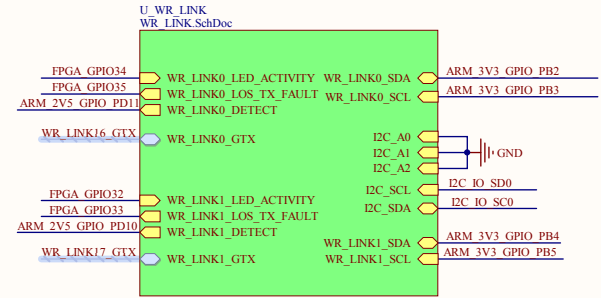 U_WR_LINK
WR_LINK.SchDoc
FPGA_GPIO34 WR_LINK0_LED_ACTIVITY WR_LINK0_SDA ARM_3V3_GPIO_PB2
FPGA_GPIO35 WR_LINK0_LOS_TX_FAULT WR_LINK0_SCL ARM_3V3_GPIO_PB3
ARM_2V5_GPIO_PD11 WR_LINK0_DETECT
WR_LINK16_GTX WR_LINK0_GTX I2C_A0
I2C_A1 GND
I2C_A2
I2C_SCL I2C_IO_SD0
FPGA_GPIO32 WR_LINK1_LED_ACTIVITY
I2C_SDA I2C_IO_SC0
FPGA_GPIO33 WR_LINK1_LOS_TX_FAULT
ARM_2V5_GPIO_PD10 WR_LINK1_DETECT
WR_LINK1_SDA ARM_3V3_GPIO_PB4
WR_LINK17_GTX WR_LINK1_GTX WR_LINK1_SCL ARM_3V3_GPIO_PB5